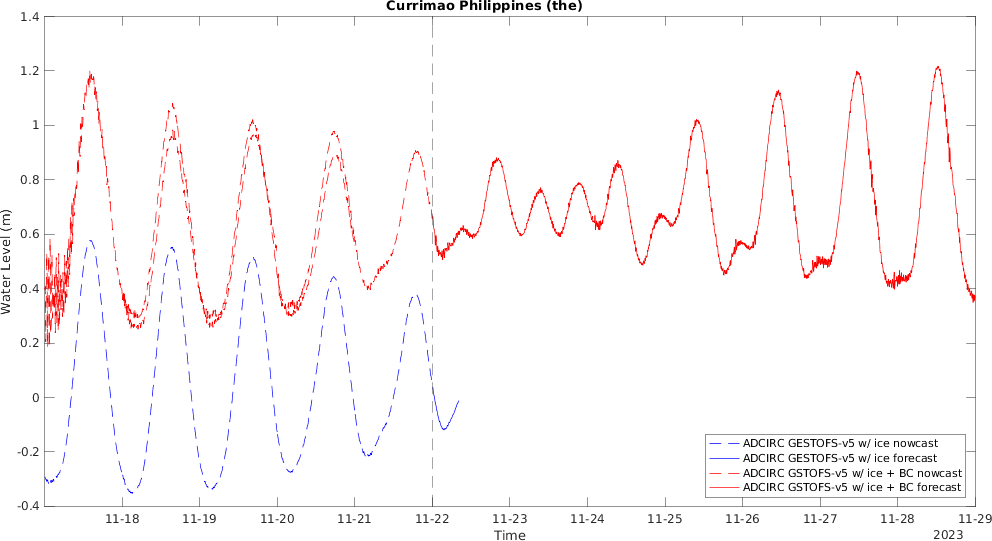 Currimao Philippines (the)
Water Level (m)
1.4
1.2
1
0.8
0.6
0.4
0.2
0
-0.2
-0.4
ADCIRC GESTOFS-v5 w/ ice nowcast
ADCIRC GESTOFS-v5 w/ ice forecast
ADCIRC GSTOFS-v5 w/ ice + BC nowcast
ADCIRC GSTOFS-v5 w/ ice + BC forecast
11-18 11-19 11-20 11-21 11-22 11-23 11-24 11-25 11-26 11-27 11-28 11-29
Time
2023